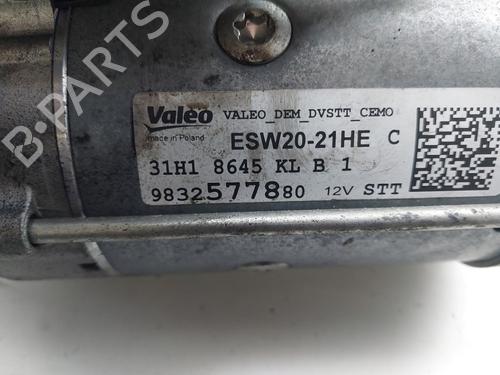 Valeo VALEO_DEM_DVSTT_CEMO
made in Poland ESW20-21HE C
31H1 8645 KL B 1
9832577880 12V STT
B-PARTS